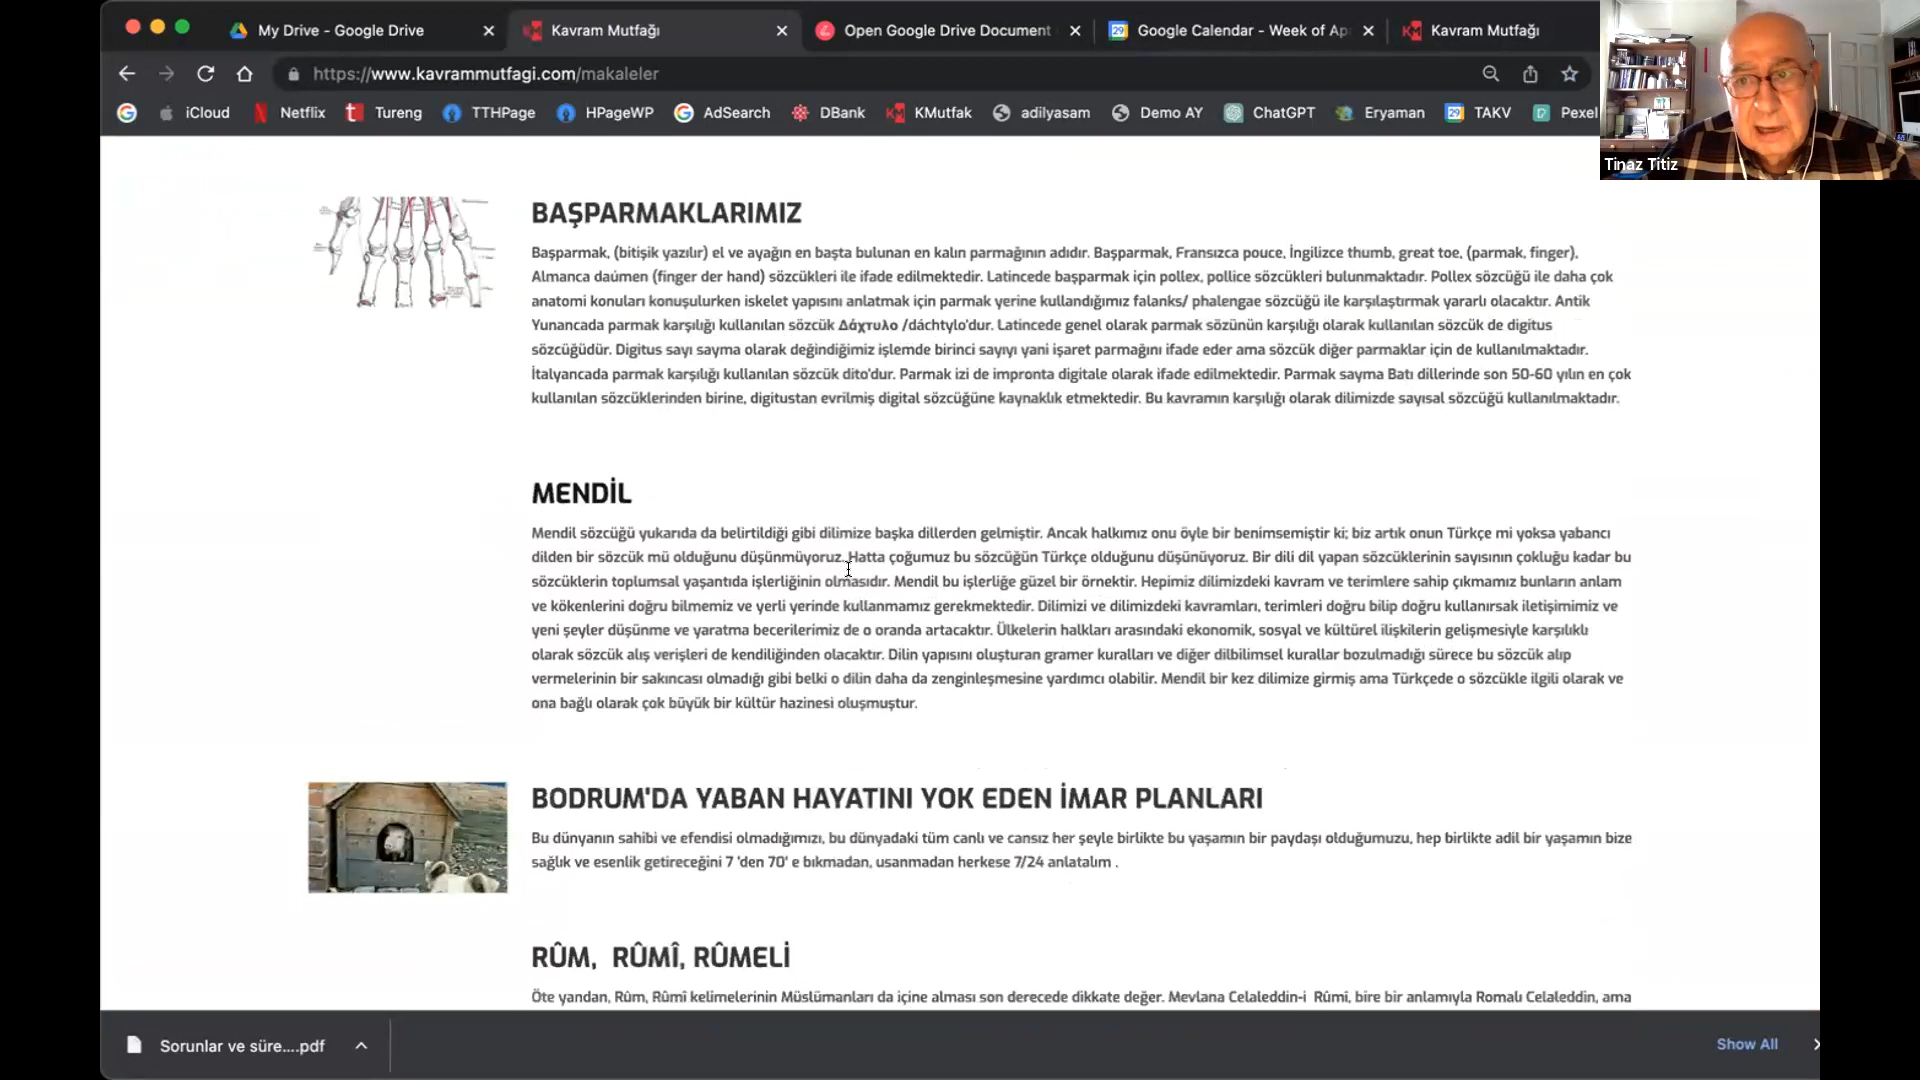 My Drive - Google Drive
Kavram Mutfağı
Open Google Drive Document
Google Calendar - Week of Ap
Kavram Mutfağı
https://www.kavrammutfagi.com/makaleler
iCloud
Netflix
Tureng
TTHPage
HPageWP
AdSearch
DBank
KMutfak
adilyasam
Demo AY
ChatGPT
Eryaman
TAKV
Pexel
Tinaz Titiz
BAŞPARMAKLARIMIZ
Başparmak, (bitişik yazılır) el ve ayağın en başta bulunan en kalın parmağının adıdır. Başparmak, Fransızca pouce, İngilizce thumb, great toe, (parmak, finger),
Almanca daúmen (finger der hand) sözcükleri ile ifade edilmektedir. Latincede başparmak için pollex, pollice sözcükleri bulunmaktadır. Pollex sözcüğü ile daha çok
anatomi konuları konuşulurken iskelet yapısını anlatmak için parmak yerine kullandığımız falanks/ phalengae sözcüğü ile karşılaştırmak yararlı olacaktır. Antik
Yunancada parmak karşılığı kullanılan sözcük Δάχτυλο /dáchtylo'dur. Latincede genel olarak parmak sözünün karşılığı olarak kullanılan sözcük de digitus
sözcüğüdür. Digitus sayı sayma olarak değindiğimiz işlemde birinci sayıyı yani işaret parmağını ifade eder ama sözcük diğer parmaklar için de kullanılmaktadır.
İtalyancada parmak karşılığı kullanılan sözcük dito'dur. Parmak izi de impronta digitale olarak ifade edilmektedir. Parmak sayma Batı dillerinde son 50-60 yılın en çok
kullanılan sözcüklerinden birine, digitustan evrilmiş digital sözcüğüne kaynaklık etmektedir. Bu kavramın karşılığı olarak dilimizde sayısal sözcüğü kullanılmaktadır.
MENDİL
Mendil sözcüğü yukarıda da belirtildiği gibi dilimize başka dillerden gelmiştir. Ancak halkımız onu öyle bir benimsemiştir ki; biz artık onun Türkçe mi yoksa yabancı
dilden bir sözcük mü olduğunu düşünmüyoruz. Hatta çoğumuz bu sözcüğün Türkçe olduğunu düşünüyoruz. Bir dili dil yapan sözcüklerinin sayısının çokluğu kadar bu
sözcüklerin toplumsal yaşantıda işlerliğinin olmasıdır. Mendil bu işlerliğe güzel bir örnektir. Hepimiz dilimizdeki kavram ve terimlere sahip çıkmamız bunların anlam
ve kökenlerini doğru bilmemiz ve yerli yerinde kullanmamız gerekmektedir. Dilimizi ve dilimizdeki kavramları, terimleri doğru bilip doğru kullanırsak iletişimimiz ve
yeni şeyler düşünme ve yaratma becerilerimiz de o oranda artacaktır. Ülkelerin halkları arasındaki ekonomik, sosyal ve kültürel ilişkilerin gelişmesiyle karşılıklı
olarak sözcük alış verişleri de kendiliğinden olacaktır. Dilin yapısını oluşturan gramer kuralları ve diğer dilbilimsel kurallar bozulmadığı sürece bu sözcük alıp
vermelerinin bir sakıncası olmadığı gibi belki o dilin daha da zenginleşmesine yardımcı olabilir. Mendil bir kez dilimize girmiş ama Türkçede o sözcükle ilgili olarak ve
ona bağlı olarak çok büyük bir kültür hazinesi oluşmuştur.
BODRUM'DA YABAN HAYATINI YOK EDEN İMAR PLANLARI
Bu dünyanın sahibi ve efendisi olmadığımızı, bu dünyadaki tüm canlı ve cansız her şeyle birlikte bu yaşamın bir paydaşı olduğumuzu, hep birlikte adil bir yaşamın bize
sağlık ve esenlik getireceğini 7 'den 70' e bıkmadan, usanmadan herkese 7/24 anlatalım .
RÛM, RÛMÎ, RÛMELİ
Öte yandan, Rûm, Rûmî kelimelerinin Müslümanları da içine alması son derecede dikkate değer. Mevlana Celaleddin-i Rûmî, bire bir anlamıyla Romalı Celaleddin, ama
Sorunlar ve süre....pdf
Show All